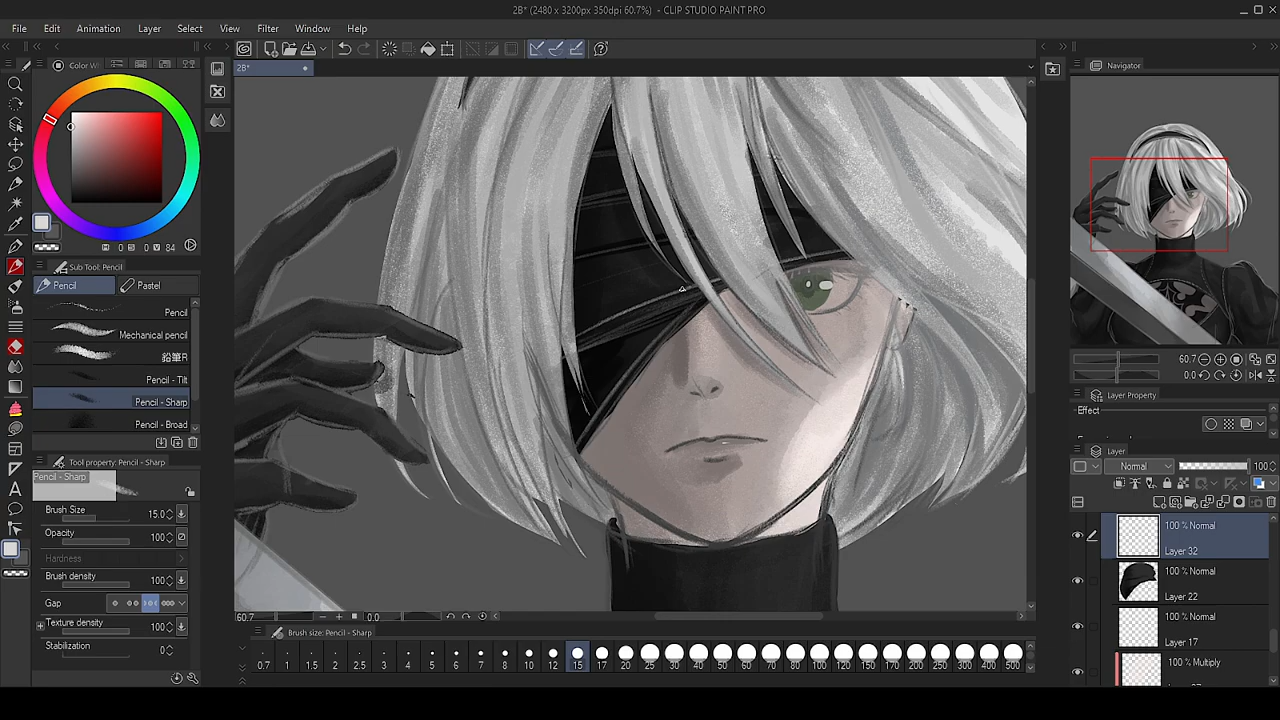 2B* (2480 x 3200px 350dpi 60.7%) - CLIP STUDIO PAINT PRO
File Edit Animation Layer Select View Filter Window Help
Color W
2B*
Navigator
H 0 S 0 V 84
Sub Tool: Pencil
Pencil Pastel
Pencil
Mechanical pencil
鉛筆R
Pencil - Tilt
Pencil - Sharp
Pencil - Broad
Tool property: Pencil - Sharp
Pencil - Sharp
Brush Size 15.0
Opacity 100
Hardness
Brush density 100
Gap
Texture density 100
Stabilization 0
60.7 0.0
Brush size: Pencil - Sharp
0.7 1 1.5 2 2.5 3 4 5 6 7 8 10 12 15 17 20 25 30 40 50 60 70 80 100 120 150 170 200 250 300 400 500
60.7
0.0
Layer Property
Effect
Layer
Normal 100
100 % Normal
Layer 32
100 % Normal
Layer 22
100 % Normal
Layer 17
100 % Multiply